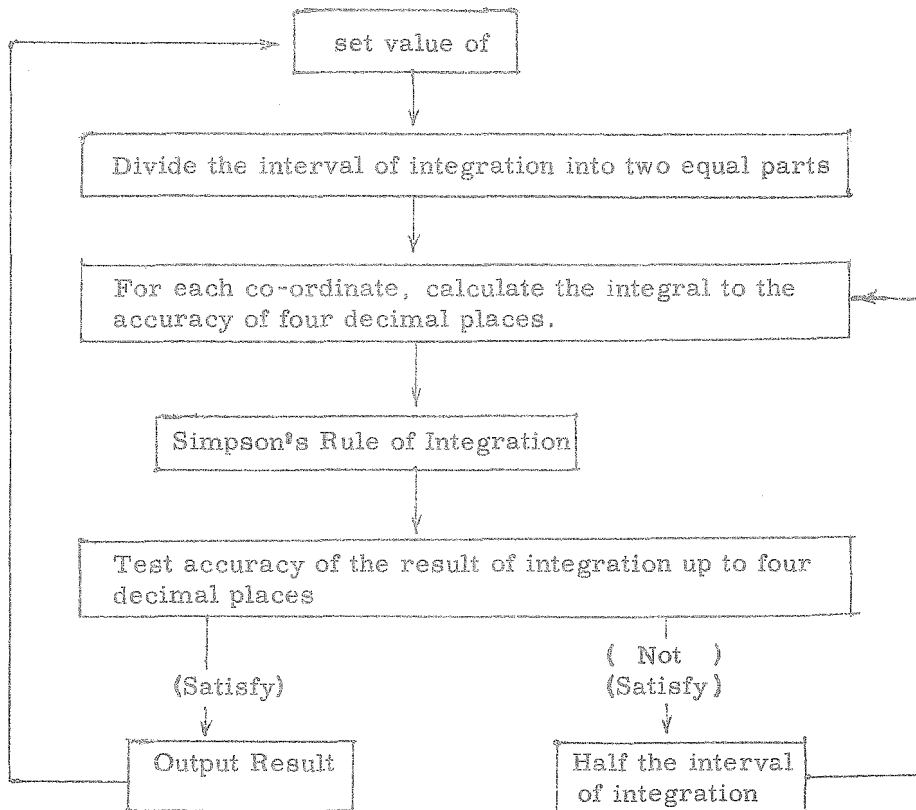 set value of
Divide the interval of integration into two equal parts
For each co-ordinate, calculate the integral to the
accuracy of four decimal places.
Simpson's Rule of Integration
Test accuracy of the result of integration up to four
decimal places
(Satisfy)
( Not )
(Satisfy)
Output Result
Half the interval
of integration